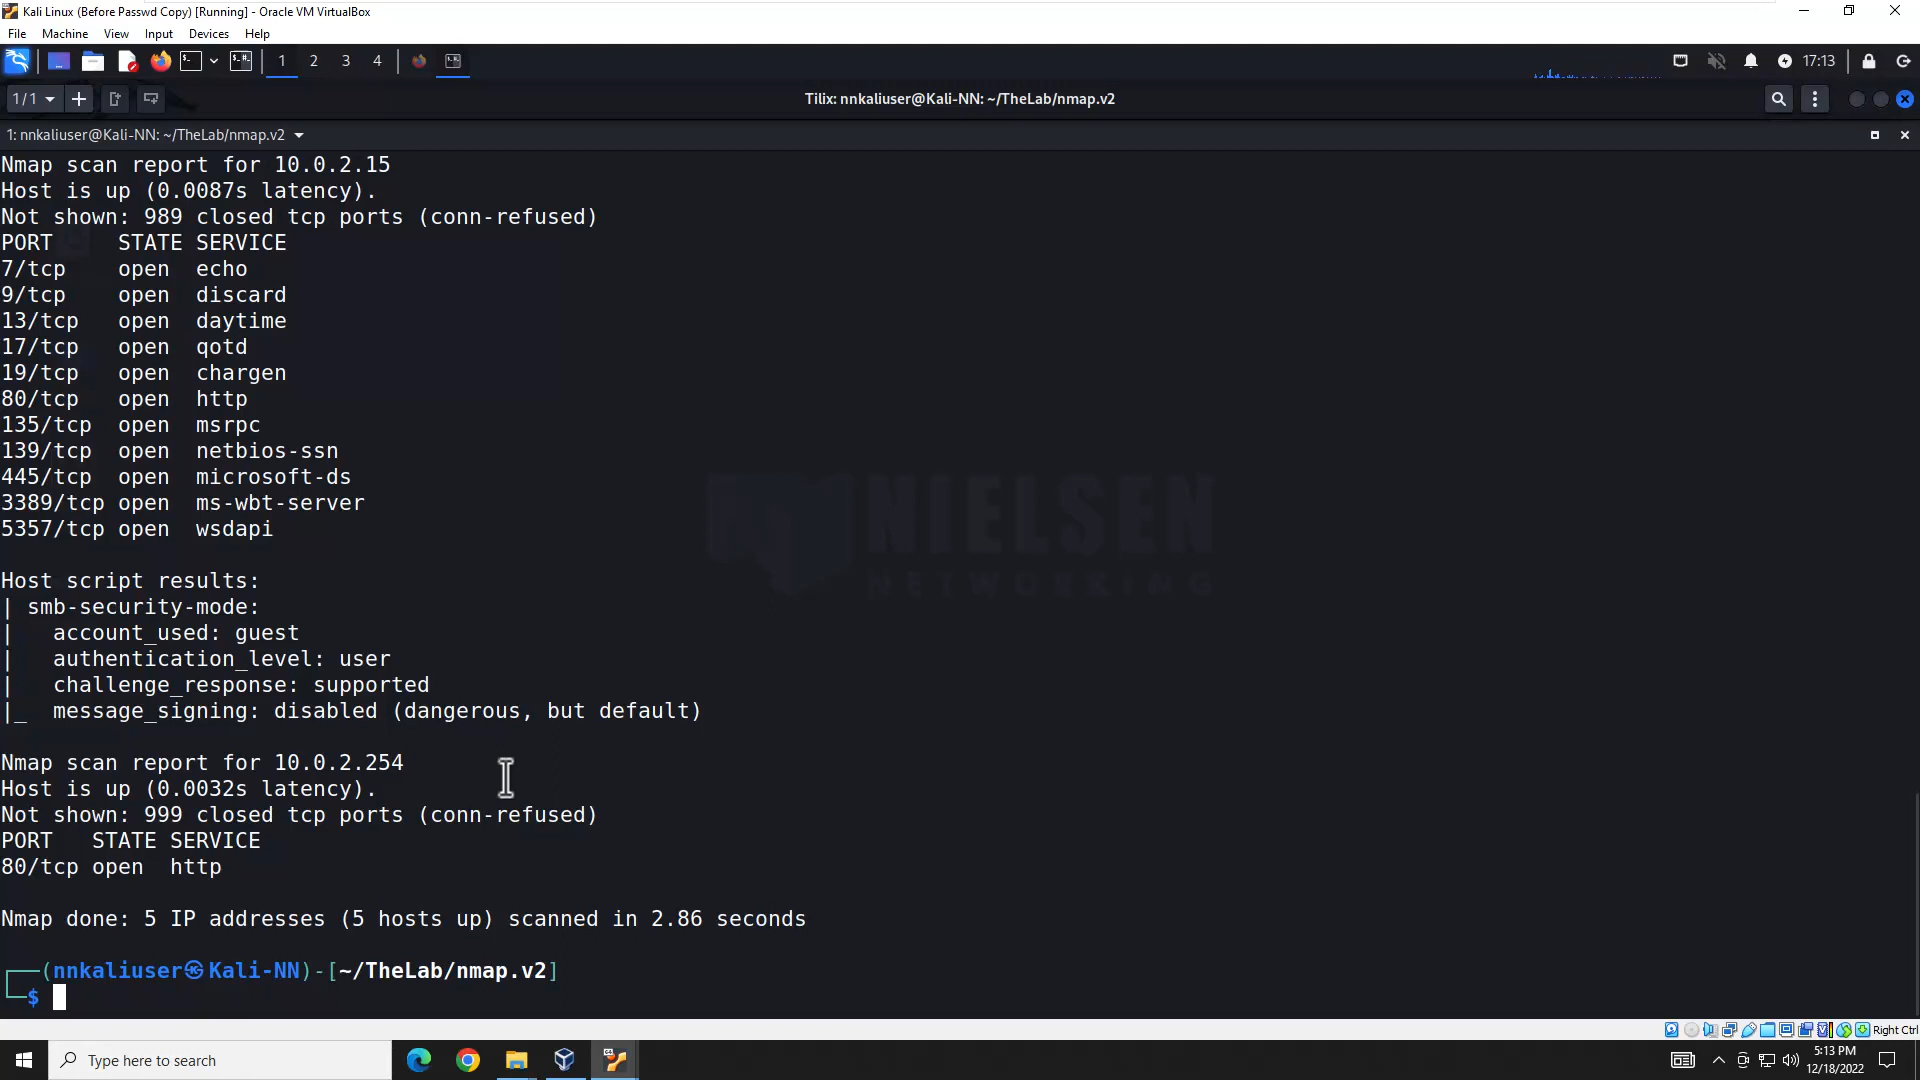 Kali Linux (Before Passwd Copy) [Running] - Oracle VM VirtualBox
File Machine View Input Devices Help
1 2 3 4 17:13
1/1 Tilix: nnkaliuser@Kali-NN: ~/TheLab/nmap.v2
1: nnkaliuser@Kali-NN: ~/TheLab/nmap.v2
Nmap scan report for 10.0.2.15
Host is up (0.0087s latency).
Not shown: 989 closed tcp ports (conn-refused)
PORT     STATE SERVICE
7/tcp    open  echo
9/tcp    open  discard
13/tcp   open  daytime
17/tcp   open  qotd
19/tcp   open  chargen
80/tcp   open  http
135/tcp  open  msrpc
139/tcp  open  netbios-ssn
445/tcp  open  microsoft-ds
3389/tcp open  ms-wbt-server
5357/tcp open  wsdapi
NIELSEN
NETWORKING
Host script results:
| smb-security-mode:
|   account_used: guest
|   authentication_level: user
|   challenge_response: supported
|_  message_signing: disabled (dangerous, but default)
Nmap scan report for 10.0.2.254
Host is up (0.0032s latency).
Not shown: 999 closed tcp ports (conn-refused)
PORT   STATE SERVICE
80/tcp open  http
Nmap done: 5 IP addresses (5 hosts up) scanned in 2.86 seconds
┌──(nnkaliuser㉿Kali-NN)-[~/TheLab/nmap.v2]
└─$
Right Ctrl
Type here to search
5:13 PM
12/18/2022